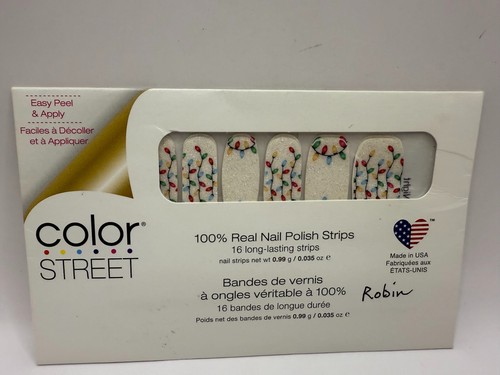 Easy Peel
& Apply
Faciles à Décoller
et à Appliquer
color®
STREET
100% Real Nail Polish Strips
16 long-lasting strips
nail strips net wt 0.99 g / 0.035 oz ℮
Bandes de vernis
à ongles véritable à 100%
16 bandes de longue durée
Poids net des bandes de vernis 0.99 g / 0.035 oz ℮
™
Made in USA
Fabriquées aux
ÉTATS-UNIS
Robin